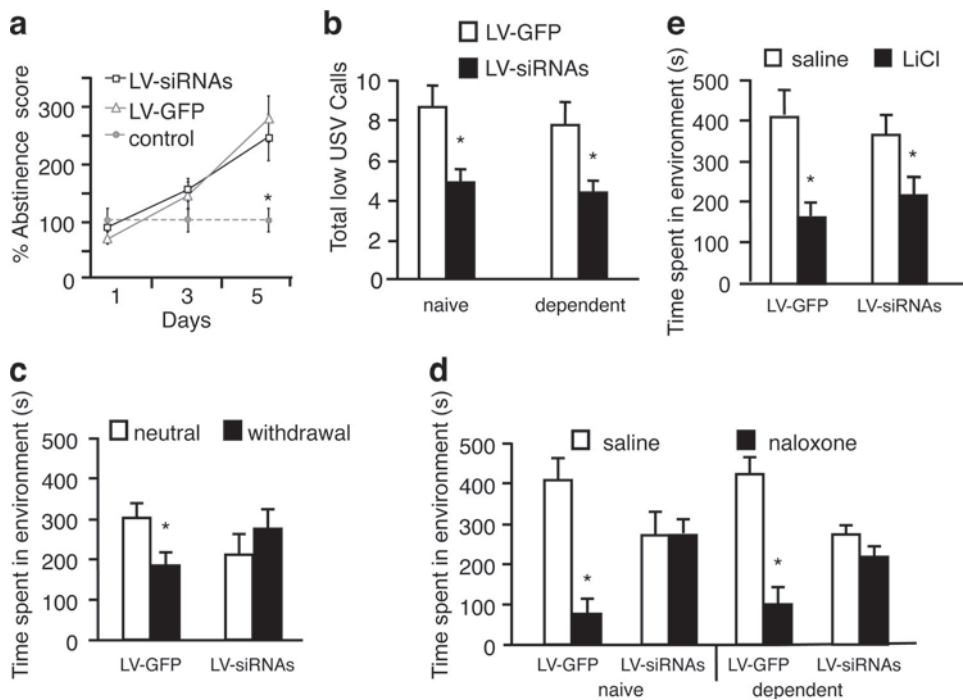 a
% Abstinence score
300
200
100
0
LV-siRNAs
LV-GFP
control
*
1 3 5
Days
b
LV-GFP
LV-siRNAs
Total low USV Calls
10
8
6
4
2
0
* *
naive dependent
e
saline LiCl
Time spent in environment (s)
500
400
300
200
100
0
* *
LV-GFP LV-siRNAs
c
Time spent in environment (s)
neutral withdrawal
500
400
300
200
100
0
*
LV-GFP LV-siRNAs
d
Time spent in environment (s)
saline naloxone
500
400
300
200
100
0
* *
LV-GFP LV-siRNAs LV-GFP LV-siRNAs
naive dependent